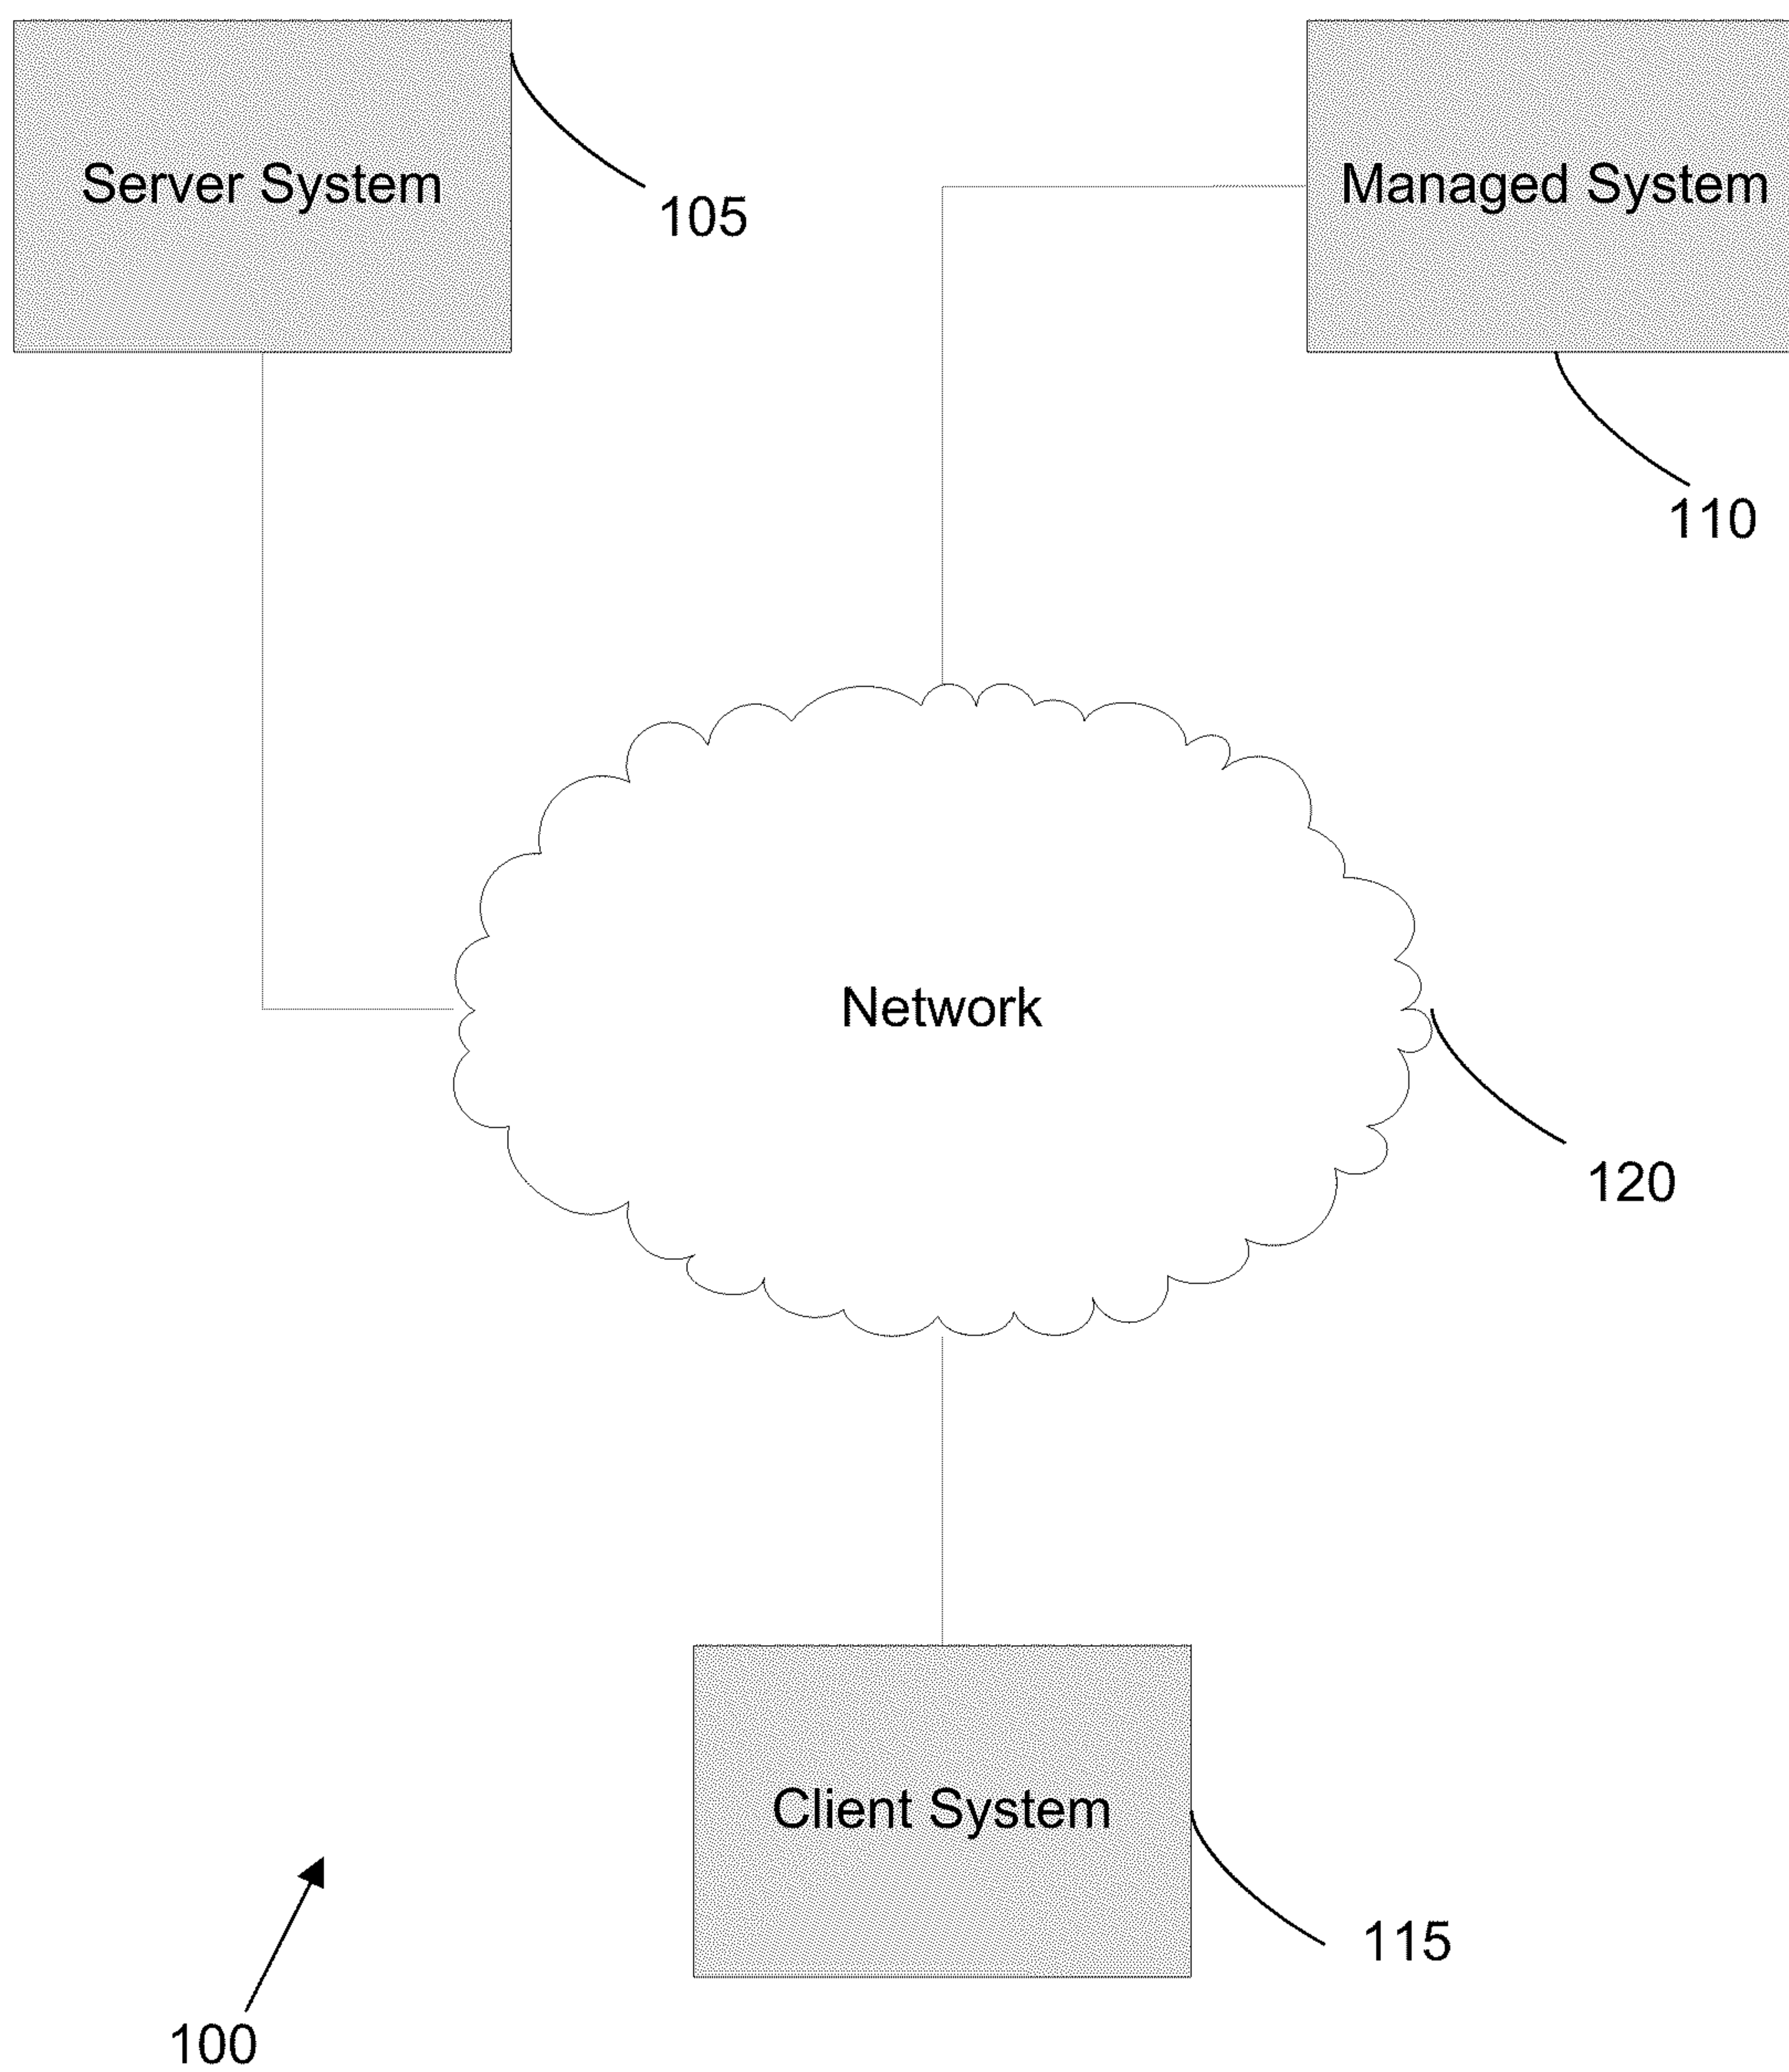 Server System
Managed System
105
110
Network
120
Client System
115
100